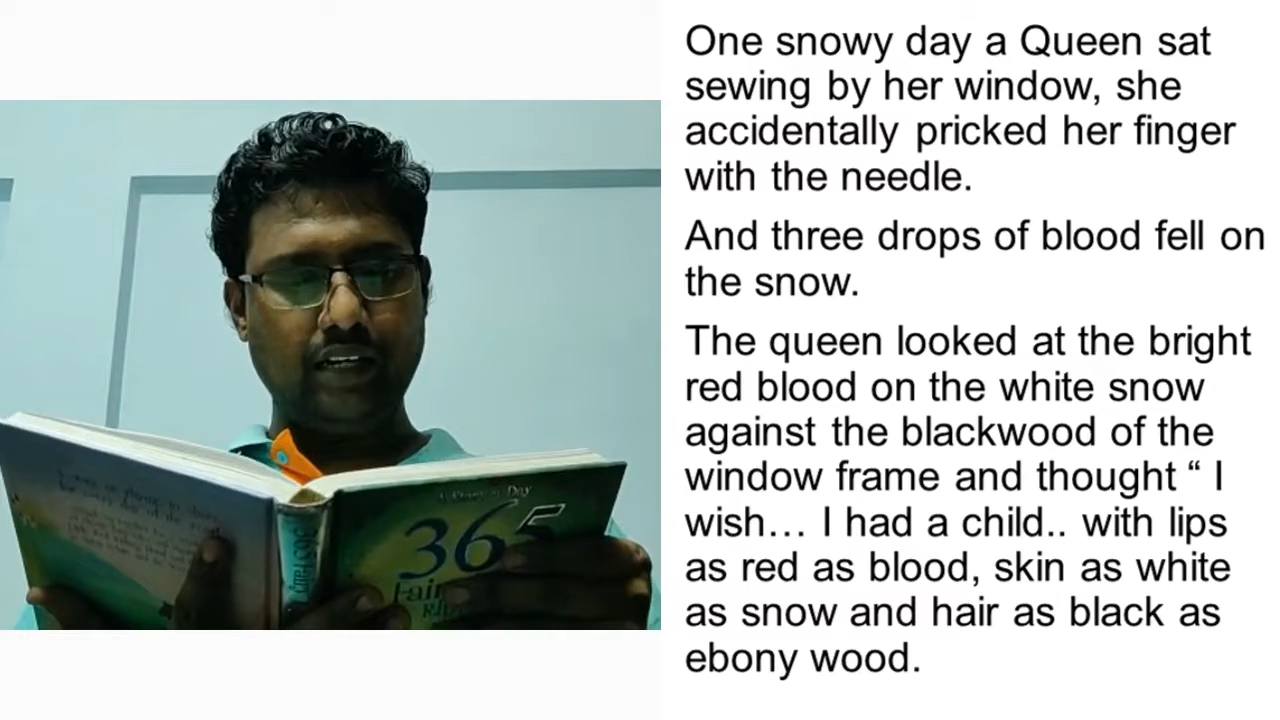 One snowy day a Queen sat
sewing by her window, she
accidentally pricked her finger
with the needle.
And three drops of blood fell on
the snow.
The queen looked at the bright
red blood on the white snow
against the blackwood of the
window frame and thought “ I
wish... I had a child.. with lips
as red as blood, skin as white
as snow and hair as black as
ebony wood.
365